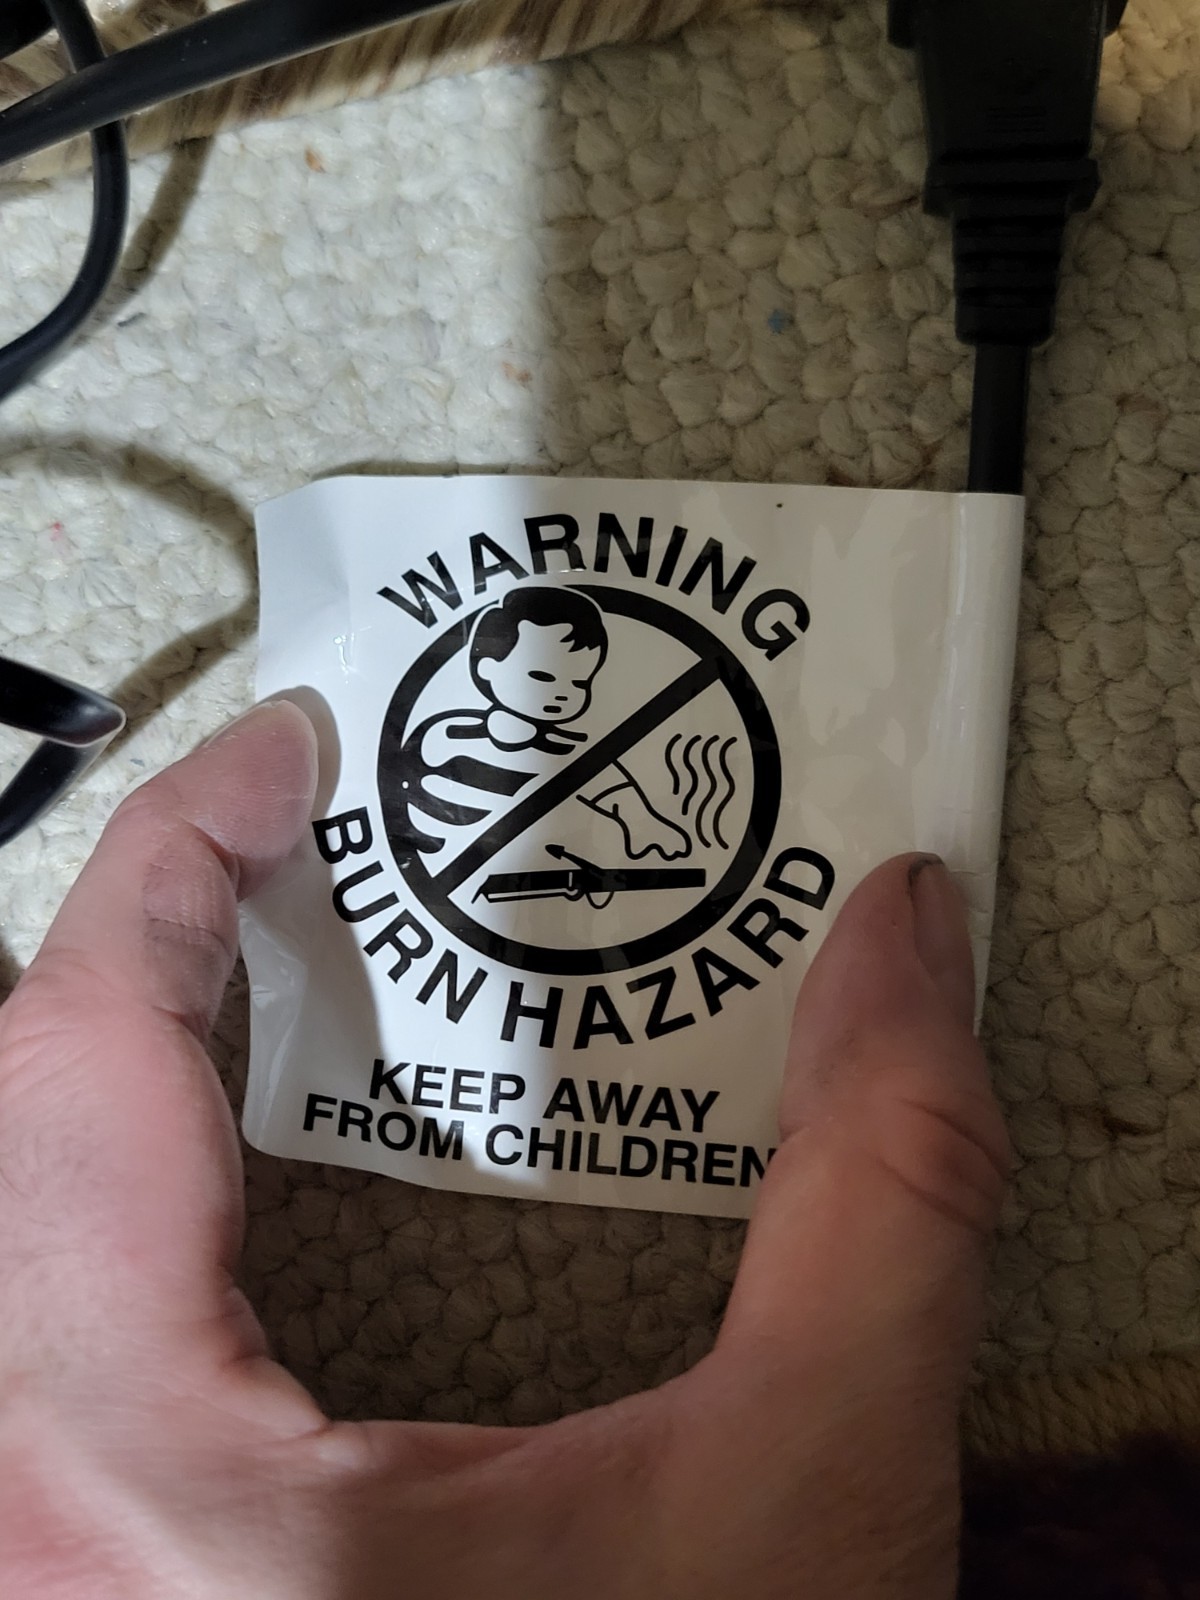 WARNING
BURN HAZARD
KEEP AWAY
FROM CHILDREN